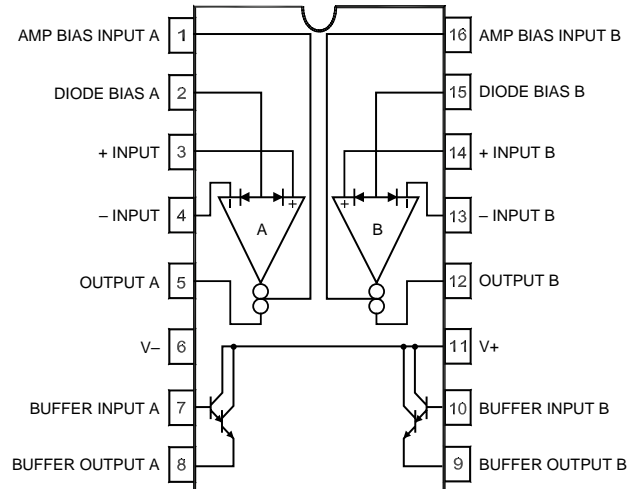 AMP BIAS INPUT A 1
16 AMP BIAS INPUT B
DIODE BIAS A 2
15 DIODE BIAS B
+ INPUT 3
14 + INPUT B
– INPUT 4
13 – INPUT B
– +
+ –
A
B
OUTPUT A 5
12 OUTPUT B
V– 6
11 V+
BUFFER INPUT A 7
10 BUFFER INPUT B
BUFFER OUTPUT A 8
9 BUFFER OUTPUT B